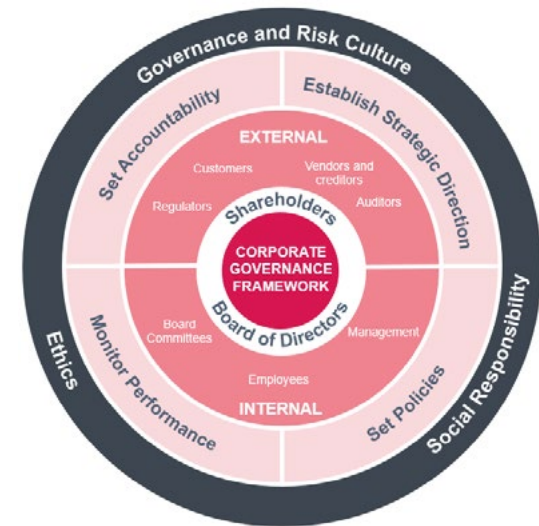 Governance and Risk Culture
Set Accountability
Establish Strategic Direction
EXTERNAL
Customers
Vendors and
creditors
Regulators
Auditors
Shareholders
CORPORATE
GOVERNANCE
FRAMEWORK
Board of Directors
Board
Committees
Management
Employees
INTERNAL
Monitor Performance
Set Policies
Ethics
Social Responsibility